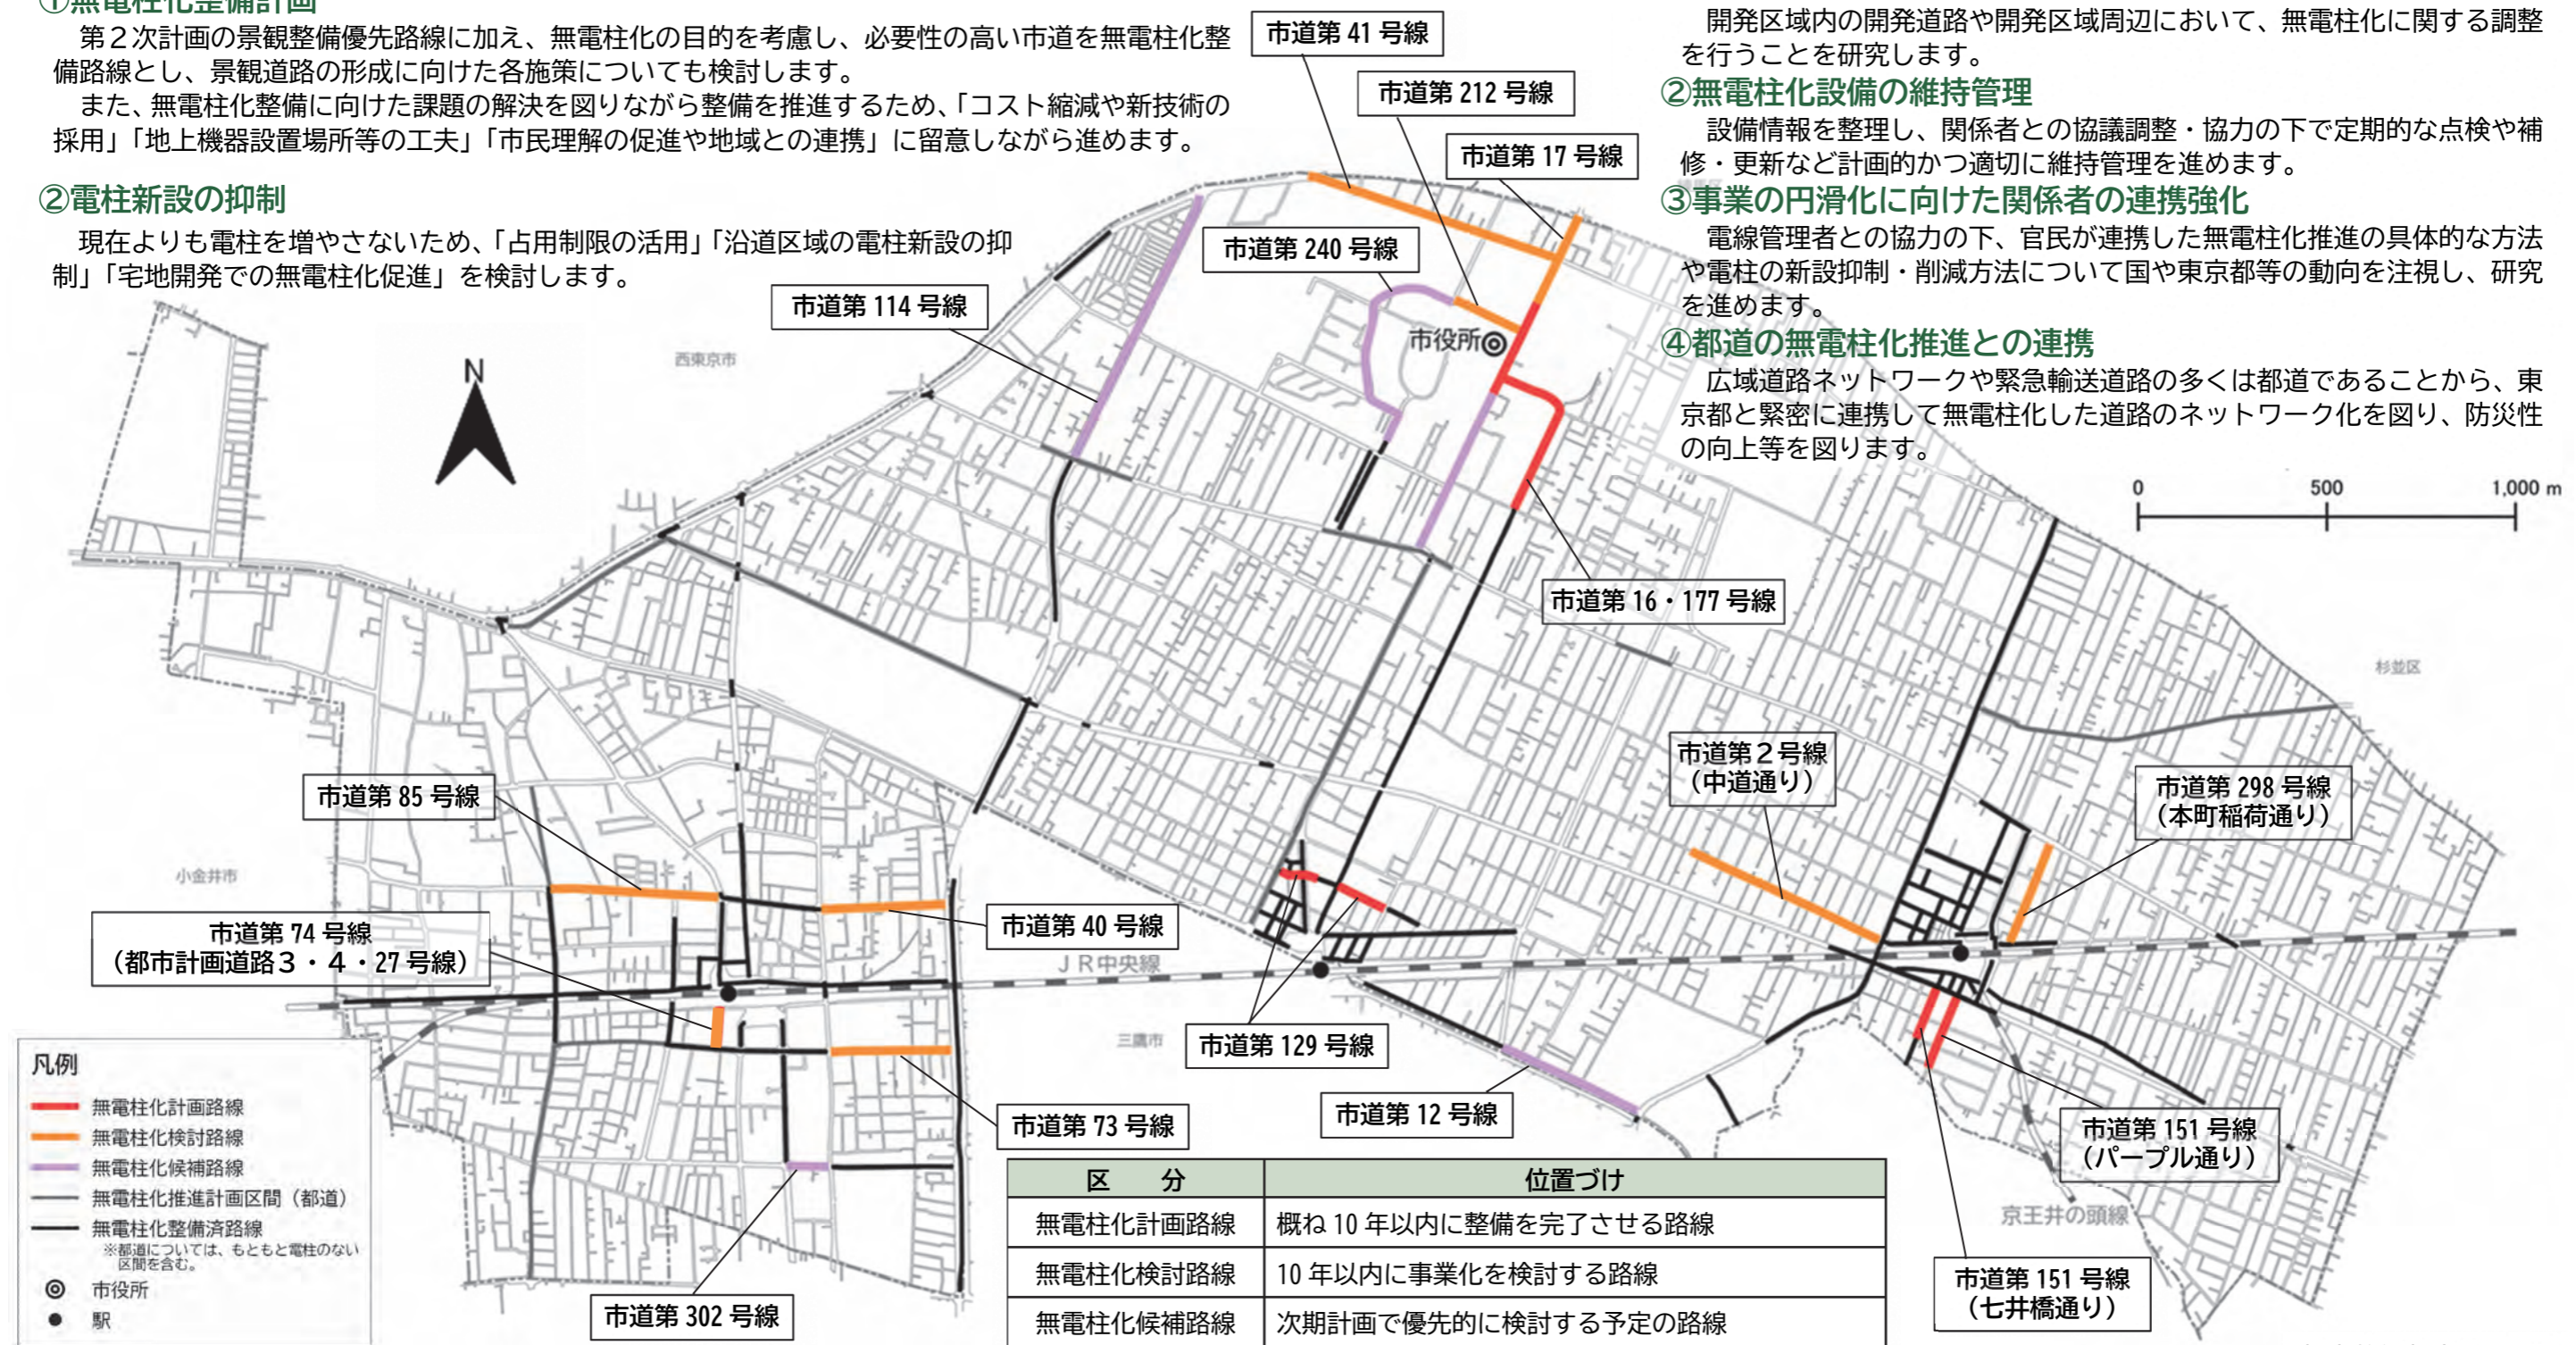 ①無電柱化整備計画
第２次計画の景観整備優先路線に加え、無電柱化の目的を考慮し、必要性の高い市道を無電柱化整
備路線とし、景観道路の形成に向けた各施策についても検討します。
また、無電柱化整備に向けた課題の解決を図りながら整備を推進するため、「コスト縮減や新技術の
採用」「地上機器設置場所等の工夫」「市民理解の促進や地域との連携」に留意しながら進めます。
②電柱新設の抑制
現在よりも電柱を増やさないため、「占用制限の活用」「沿道区域の電柱新設の抑
制」「宅地開発での無電柱化促進」を検討します。
開発区域内の開発道路や開発区域周辺において、無電柱化に関する調整
を行うことを研究します。
②無電柱化設備の維持管理
設備情報を整理し、関係者との協議調整・協力の下で定期的な点検や補
修・更新など計画的かつ適切に維持管理を進めます。
③事業の円滑化に向けた関係者の連携強化
電線管理者との協力の下、官民が連携した無電柱化推進の具体的な方法
や電柱の新設抑制・削減方法について国や東京都等の動向を注視し、研究
を進めます。
④都道の無電柱化推進との連携
広域道路ネットワークや緊急輸送道路の多くは都道であることから、東
京都と緊密に連携して無電柱化した道路のネットワーク化を図り、防災性
の向上等を図ります。
市道第 41 号線
市道第 212 号線
市道第 17 号線
市道第 240 号線
市道第 114 号線
市役所
西東京市
N
0 500 1,000 m
市道第 16・177 号線
杉並区
市道第２号線
（中道通り）
市道第 298 号線
（本町稲荷通り）
市道第 85 号線
小金井市
市道第 74 号線
（都市計画道路３・４・27 号線）
市道第 40 号線
ＪＲ中央線
三鷹市
市道第 129 号線
市道第 12 号線
市道第 73 号線
市道第 151 号線
（パープル通り）
京王井の頭線
市道第 151 号線
（七井橋通り）
市道第 302 号線
凡例
無電柱化計画路線
無電柱化検討路線
無電柱化候補路線
無電柱化推進計画区間（都道）
無電柱化整備済路線
※都道については、もともと電柱のない
区間を含む。
市役所
駅
区　分 位置づけ
無電柱化計画路線 概ね 10 年以内に整備を完了させる路線
無電柱化検討路線 10 年以内に事業化を検討する路線
無電柱化候補路線 次期計画で優先的に検討する予定の路線